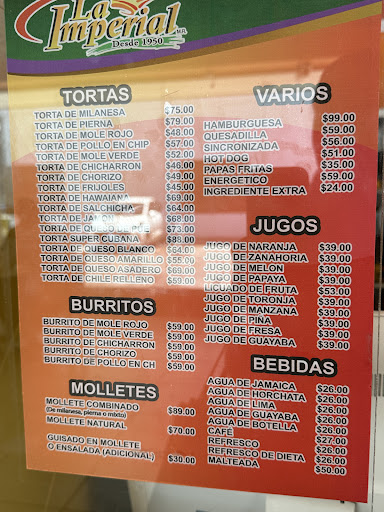 La
Imperial
Desde 1950 M.R.
TORTAS
TORTA DE MILANESA $75.00
TORTA DE PIERNA $79.00
TORTA DE MOLE ROJO $48.00
TORTA DE POLLO EN CHIP $57.00
TORTA DE MOLE VERDE $52.00
TORTA DE CHICHARRON $46.00
TORTA DE CHORIZO $49.00
TORTA DE FRIJOLES $45.00
TORTA DE HAWAIANA $69.00
TORTA DE SALCHICHA $64.00
TORTA DE JAMON $68.00
TORTA DE QUESO DE PUE $73.00
TORTA SUPER CUBANA $88.00
TORTA DE QUESO BLANCO $64.00
TORTA DE QUESO AMARILLO $55.00
TORTA DE QUESO ASADERO $69.00
TORTA DE CHILE RELLENO $59.00
BURRITOS
BURRITO DE MOLE ROJO $59.00
BURRITO DE MOLE VERDE $59.00
BURRITO DE CHICHARRON $59.00
BURRITO DE CHORIZO $59.00
BURRITO DE POLLO EN CH $59.00
MOLLETES
MOLLETE COMBINADO
(De milanesa, pierna o mixto) $89.00
MOLLETE NATURAL $70.00
GUISADO EN MOLLETE
O ENSALADA (ADICIONAL) $30.00
VARIOS
HAMBURGUESA $99.00
QUESADILLA $59.00
SINCRONIZADA $56.00
HOT DOG $51.00
PAPAS FRITAS $35.00
ENERGETICO $59.00
INGREDIENTE EXTRA $24.00
JUGOS
JUGO DE NARANJA $39.00
JUGO DE ZANAHORIA $39.00
JUGO DE MELON $39.00
JUGO DE PAPAYA $39.00
LICUADO DE FRUTA $53.00
JUGO DE TORONJA $39.00
JUGO DE MANZANA $39.00
JUGO DE PIÑA $39.00
JUGO DE FRESA $39.00
JUGO DE GUAYABA $39.00
BEBIDAS
AGUA DE JAMAICA $26.00
AGUA DE HORCHATA $26.00
AGUA DE LIMA $26.00
AGUA DE GUAYABA $26.00
AGUA DE BOTELLA $26.00
CAFE $27.00
REFRESCO $26.00
REFRESCO DE DIETA $26.00
MALTEADA $50.00